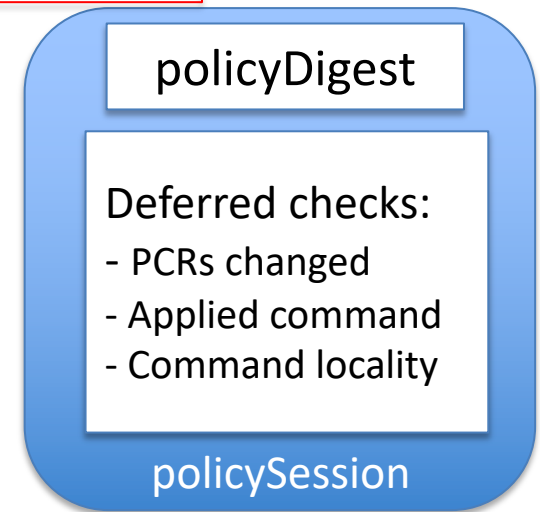 policyDigest
Deferred checks:
- PCRs changed
- Applied command
- Command locality
policySession